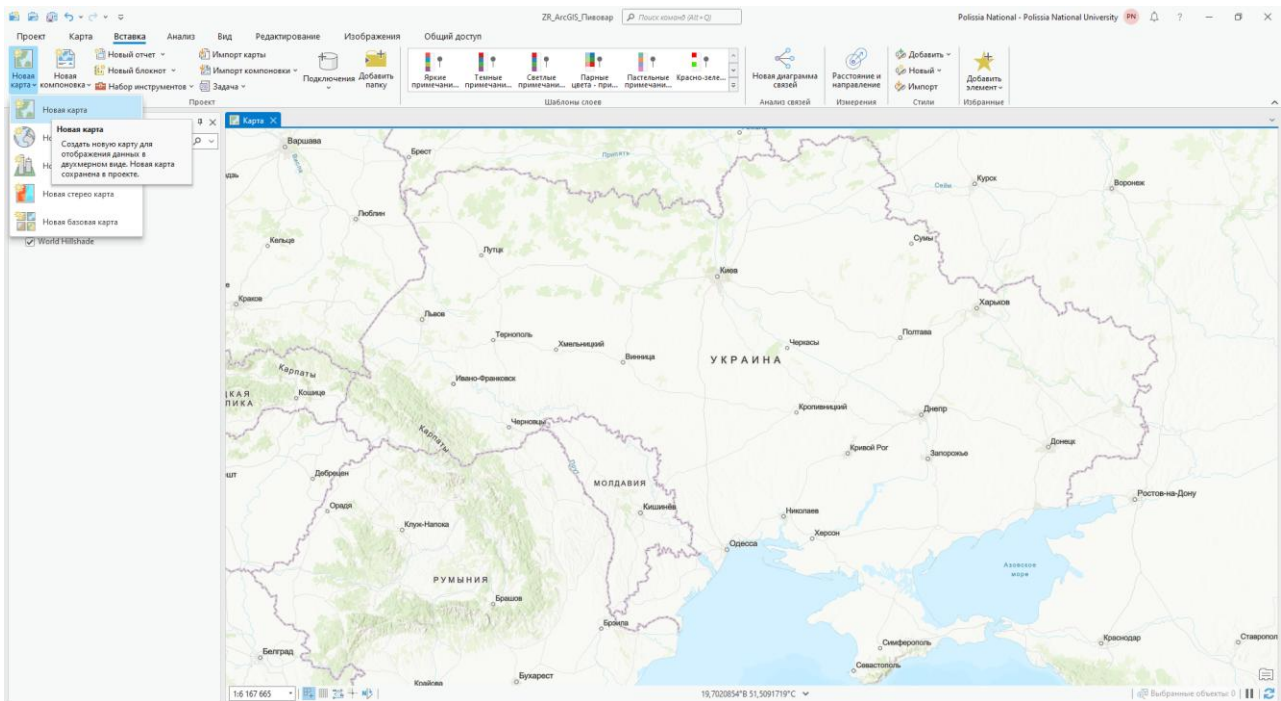 ZR_ArcGIS_Пивовар
Поиск команд (Alt+Q)
Polissia National - Polissia National University
PN
?
Проект Карта Вставка Анализ Вид Редактирование Изображения Общий доступ
Новая карта
Новая компоновка
Новый отчет
Новый блокнот
Набор инструментов
Импорт карты
Импорт компоновки
Задача
Подключения
Добавить папку
Проект
Яркие примечани...
Темные примечани...
Светлые примечани...
Парные цвета - при...
Пастельные примечани...
Красно-зеле...
Шаблоны слоев
Новая диаграмма связей
Анализ связей
Расстояние и направление
Измерения
Добавить
Новый
Импорт
Стили
Добавить элемент
Избранные
Новая карта
Новая карта
Создать новую карту для
отображения данных в
двухмерном виде. Новая карта
сохранена в проекте.
Новая стерео карта
Новая базовая карта
World Hillshade
Карта
Варшава
Брест
Припять
Висла
Курск
Сейм
Воронеж
Люблин
Кельце
Луцк
Сумы
Киев
Краков
Харьков
Львов
Тернополь
Хмельницкий
Винница
УКРАИНА
Черкасы
Полтава
Карпаты
Ивано-Франковск
Кошице
Кропивницкий
Днепр
Черновцы
Карпаты
Донецк
Кривой Рог
Запорожье
Дебрецен
Прут
МОЛДАВИЯ
Ростов-на-Дону
Орадя
Кишинёв
Николаев
Клуж-Напока
Херсон
Одесса
Азовское
море
РУМЫНИЯ
Брашов
Брэила
Симферополь
Краснодар
Ставропол
Белград
Севастополь
Бухарест
Крайова
1:6 167 665
19,7020854°В 51,5091719°С
Выбранные объекты: 0